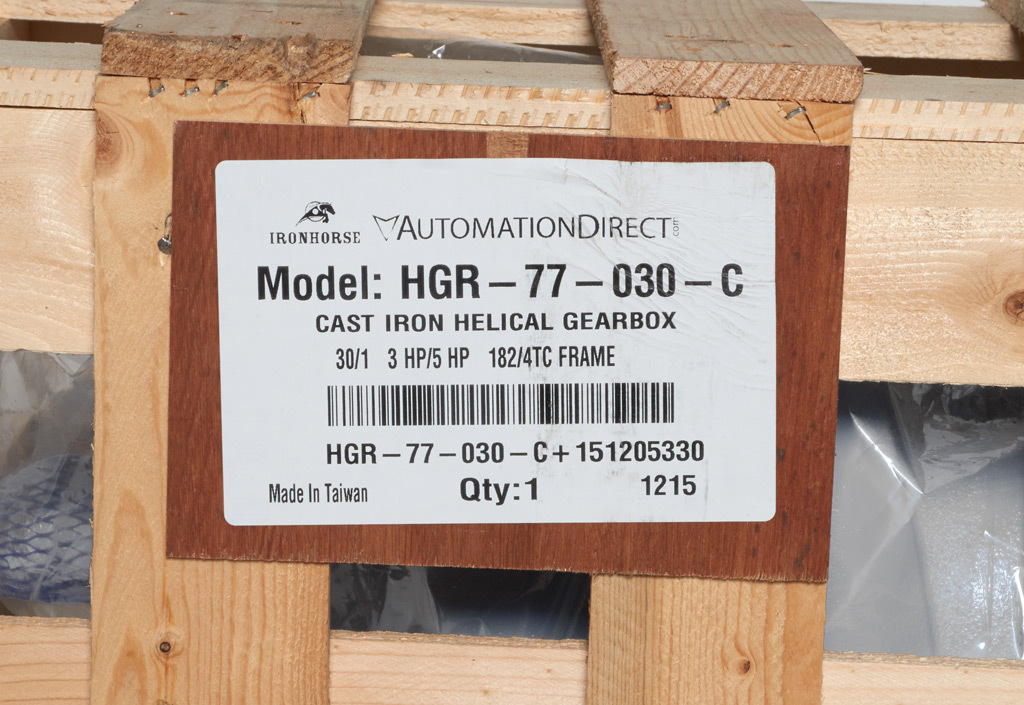 IRONHORSE AUTOMATIONDIRECT.com
Model: HGR-77-030-C
CAST IRON HELICAL GEARBOX
30/1 3 HP/5 HP 182/4TC FRAME
HGR-77-030-C+151205330
Made In Taiwan Qty:1 1215